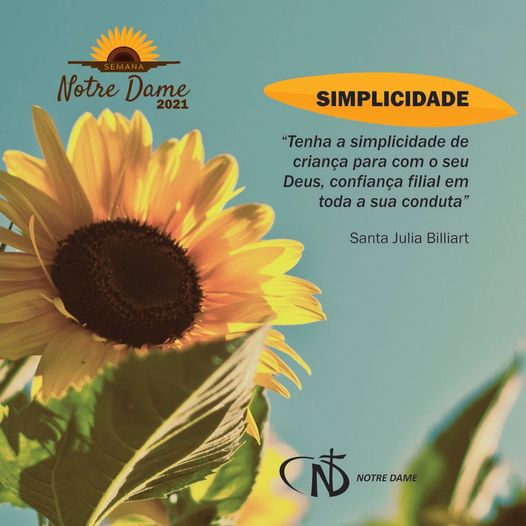 SEMANA
Notre Dame
2021
SIMPLICIDADE
“Tenha a simplicidade de
criança para com o seu
Deus, confiança filial em
toda a sua conduta”
Santa Julia Billiart
ND NOTRE DAME